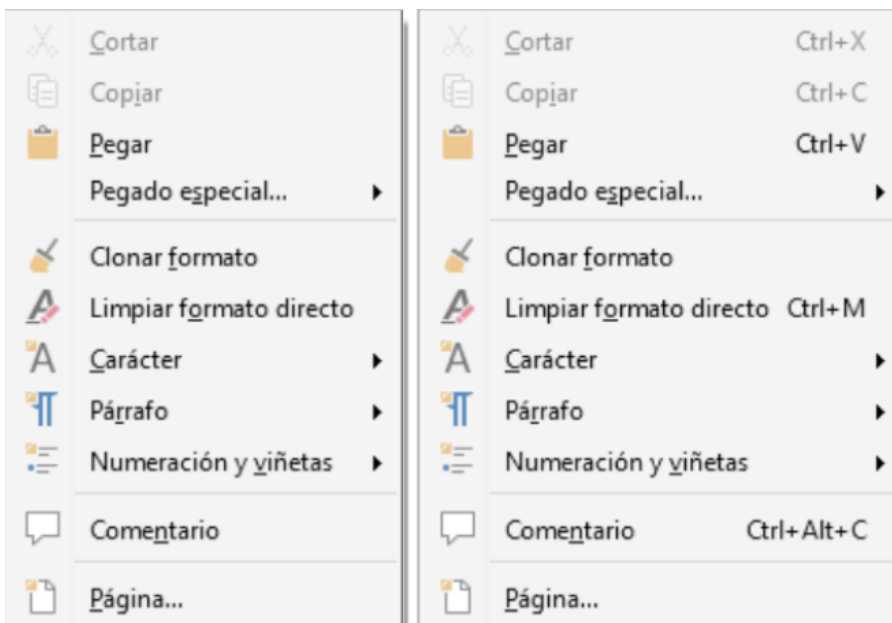 Cortar
Copiar
Pegar
Pegado especial...
Clonar formato
Limpiar formato directo
Carácter
Párrafo
Numeración y viñetas
Comentario
Página...
Cortar Ctrl+X
Copiar Ctrl+C
Pegar Ctrl+V
Pegado especial...
Clonar formato
Limpiar formato directo Ctrl+M
Carácter
Párrafo
Numeración y viñetas
Comentario Ctrl+Alt+C
Página...